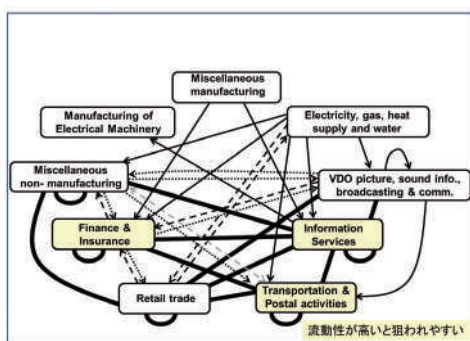 Miscellaneous
manufacturing
Manufacturing of
Electrical Machinery
Electricity, gas, heat
supply and water
Miscellaneous
non- manufacturing
VDO picture, sound info.,
broadcasting & comm.
Finance &
Insurance
Information
Services
Retail trade
Transportation &
Postal activities
流動性が高いと狙われやすい